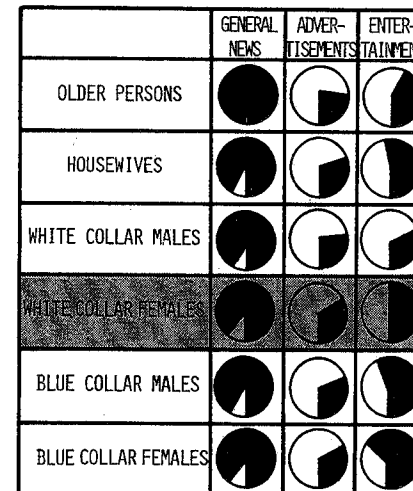 GENERAL ADVER- ENTER-
NEWS TISEMENTS TAINMEN
OLDER PERSONS
HOUSEWIVES
WHITE COLLAR MALES
WHITE COLLAR FEMALES
BLUE COLLAR MALES
BLUE COLLAR FEMALES